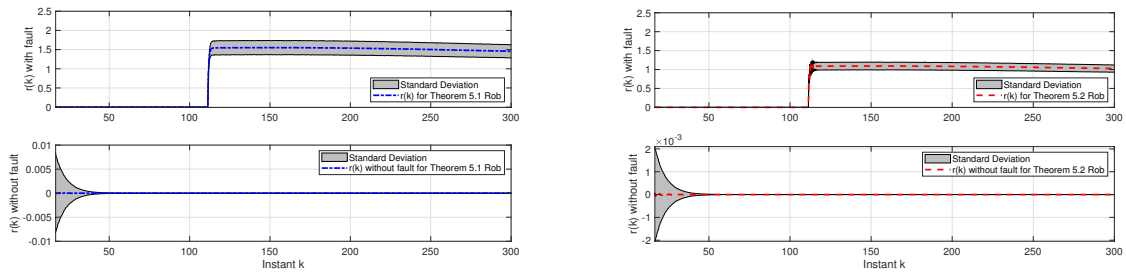 r(k) with fault
2.5
2
1.5
1
0.5
0
50 100 150 200 250 300
Standard Deviation
r(k) for Theorem 5.1 Rob
r(k) without fault
0.01
0.005
0
-0.005
-0.01
50 100 150 200 250 300
Instant k
Standard Deviation
r(k) without fault for Theorem 5.1 Rob
r(k) with fault
2.5
2
1.5
1
0.5
0
50 100 150 200 250 300
Standard Deviation
r(k) for Theorem 5.2 Rob
r(k) without fault
×10⁻³
2
1
0
-1
-2
50 100 150 200 250 300
Instant k
Standard Deviation
r(k) without fault for Theorem 5.2 Rob